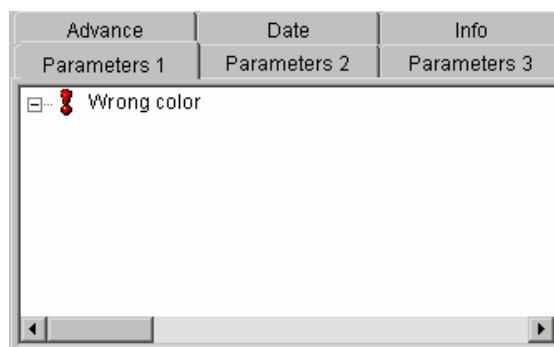 Advance Date Info
Parameters 1 Parameters 2 Parameters 3
Wrong color